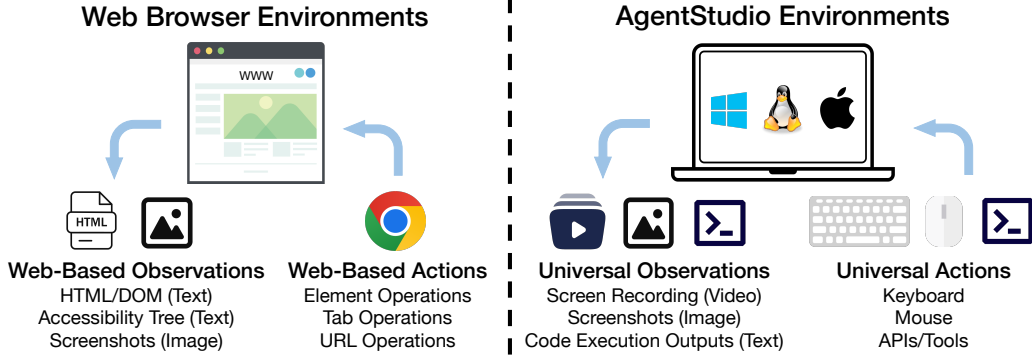 Web Browser Environments
www
HTML
Web-Based Observations
HTML/DOM (Text)
Accessibility Tree (Text)
Screenshots (Image)
Web-Based Actions
Element Operations
Tab Operations
URL Operations
AgentStudio Environments
Universal Observations
Screen Recording (Video)
Screenshots (Image)
Code Execution Outputs (Text)
Universal Actions
Keyboard
Mouse
APIs/Tools